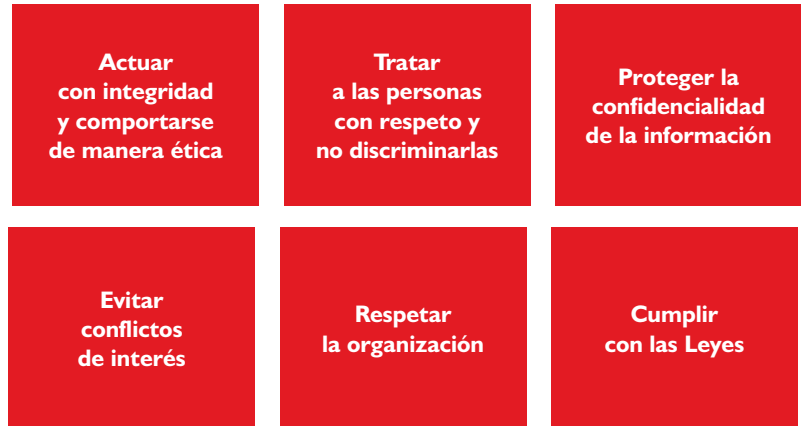 Actuar
con integridad
y comportarse
de manera ética
Tratar
a las personas
con respeto y
no discriminarlas
Proteger la
confidencialidad
de la información
Evitar
conflictos
de interés
Respetar
la organización
Cumplir
con las Leyes